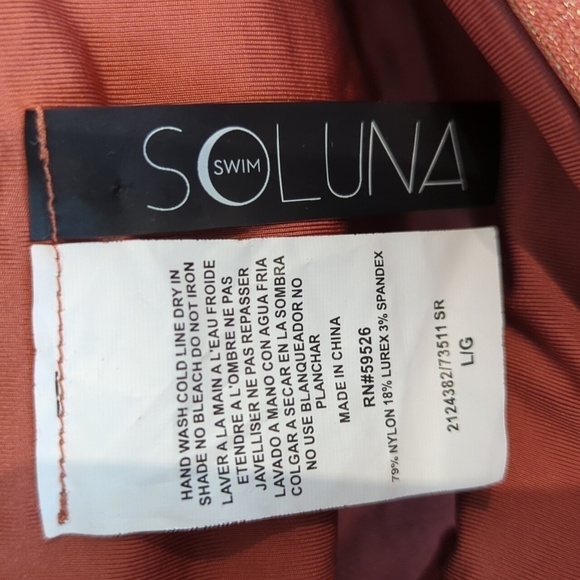 SOLUNA
SWIM
HAND WASH COLD LINE DRY IN
SHADE NO BLEACH DO NOT IRON
LAVER A LA MAIN A L'EAU FROIDE
ETENDRE A L'OMBRE NE PAS
JAVELLISER NE PAS REPASSER
LAVADO A MANO CON AGUA FRIA
COLGAR A SECAR EN LA SOMBRA
NO USE BLANQUEADOR NO
PLANCHAR
MADE IN CHINA
RN#59526
79% NYLON 18% LUREX 3% SPANDEX
2124382/73511 SR
L/G